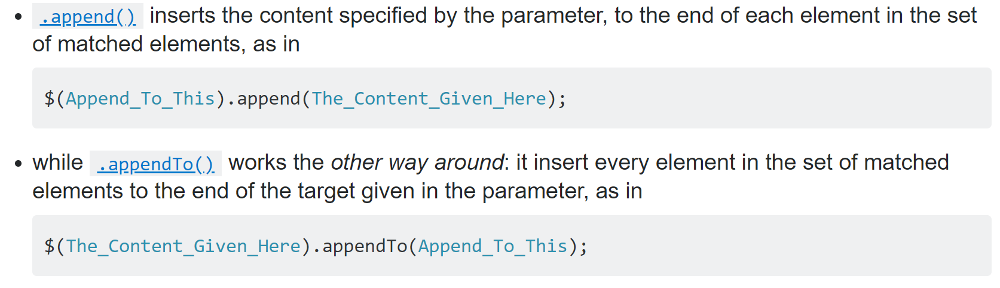 .append() inserts the content specified by the parameter, to the end of each element in the set
of matched elements, as in
$(Append_To_This).append(The_Content_Given_Here);
while .appendTo() works the other way around: it insert every element in the set of matched
elements to the end of the target given in the parameter, as in
$(The_Content_Given_Here).appendTo(Append_To_This);